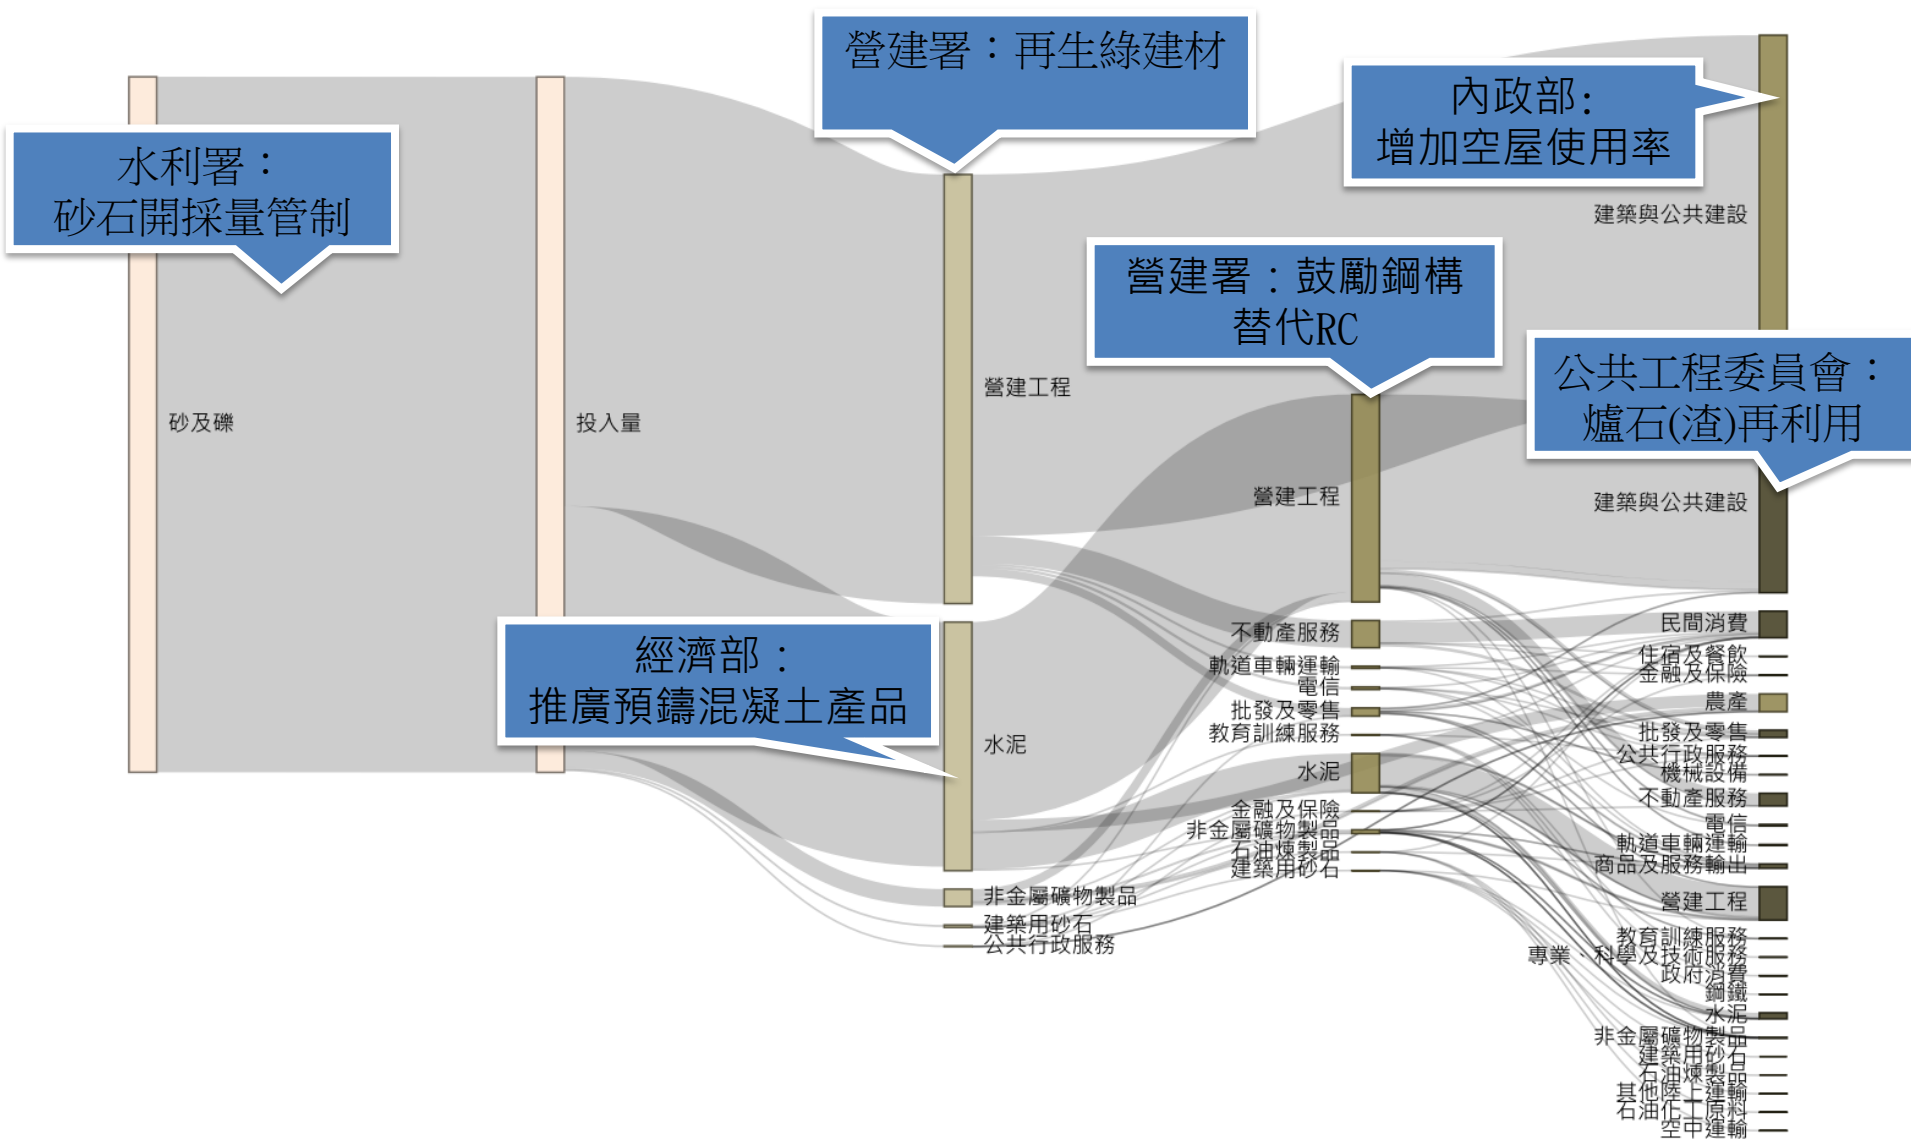 營建署：再生綠建材
內政部:
增加空屋使用率
水利署：
砂石開採量管制
營建署：鼓勵鋼構
替代RC
公共工程委員會：
爐石(渣)再利用
經濟部：
推廣預鑄混凝土產品
砂及礫
投入量
營建工程
水泥
非金屬礦物製品
建築用砂石
公共行政服務
營建工程
不動產服務
軌道車輛運輸
電信
批發及零售
教育訓練服務
水泥
金融及保險
非金屬礦物製品
石油煉製品
建築用砂石
建築與公共建設
建築與公共建設
民間消費
住宿及餐飲
金融及保險
農產
批發及零售
公共行政服務
機械設備
不動產服務
電信
軌道車輛運輸
商品及服務輸出
營建工程
教育訓練服務
專業、科學及技術服務
政府消費
鋼鐵
水泥
非金屬礦物製品
建築用砂石
石油煉製品
其他陸上運輸
石油化工原料
空中運輸